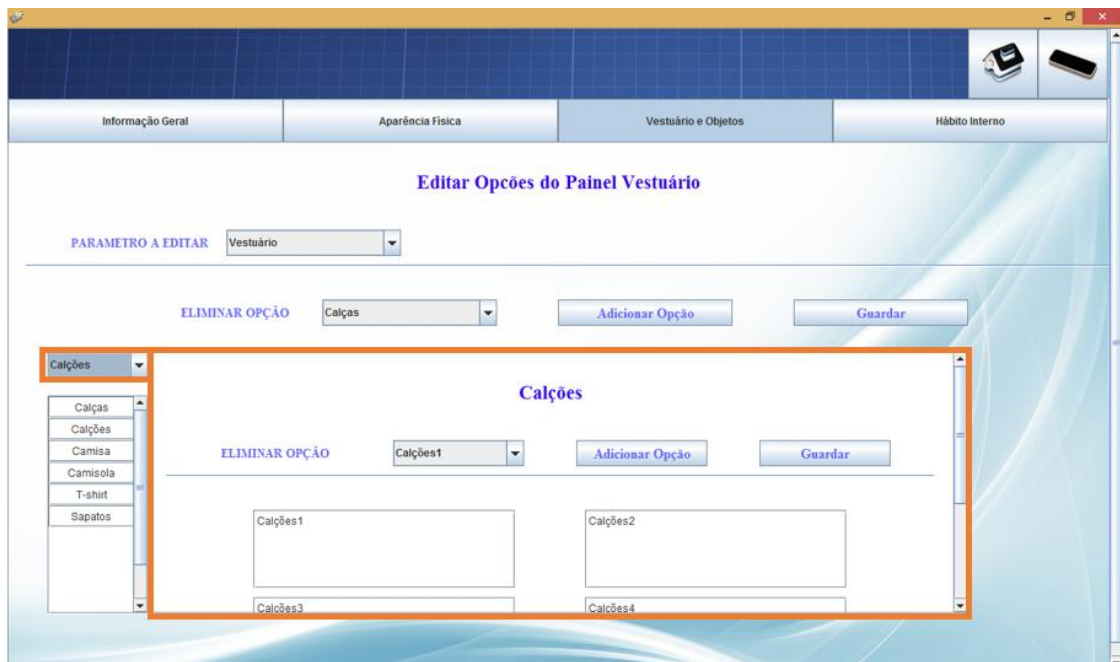 Informação Geral
Aparência Física
Vestuário e Objetos
Hábito Interno
Editar Opcões do Painel Vestuário
PARAMETRO A EDITAR
Vestuário
ELIMINAR OPÇÃO
Calças
Adicionar Opção
Guardar
Calções
Calças
Calções
Camisa
Camisola
T-shirt
Sapatos
Calções
ELIMINAR OPÇÃO
Calções1
Adicionar Opção
Guardar
Calções1
Calções2
Calções3
Calções4